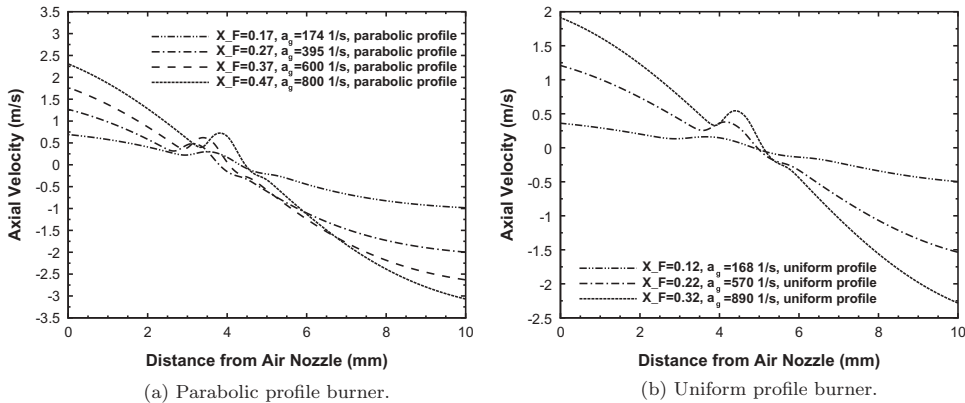 X_F=0.17, a_g=174 1/s, parabolic profile
X_F=0.27, a_g=395 1/s, parabolic profile
X_F=0.37, a_g=600 1/s, parabolic profile
X_F=0.47, a_g=800 1/s, parabolic profile
Axial Velocity (m/s)
3.5
3
2.5
2
1.5
1
0.5
0
-0.5
-1
-1.5
-2
-2.5
-3
-3.5
0 2 4 6 8 10
Distance from Air Nozzle (mm)
(a) Parabolic profile burner.
Axial Velocity (m/s)
2
1.5
1
0.5
0
-0.5
-1
-1.5
-2
-2.5
X_F=0.12, a_g=168 1/s, uniform profile
X_F=0.22, a_g=570 1/s, uniform profile
X_F=0.32, a_g=890 1/s, uniform profile
0 2 4 6 8 10
Distance from Air Nozzle (mm)
(b) Uniform profile burner.